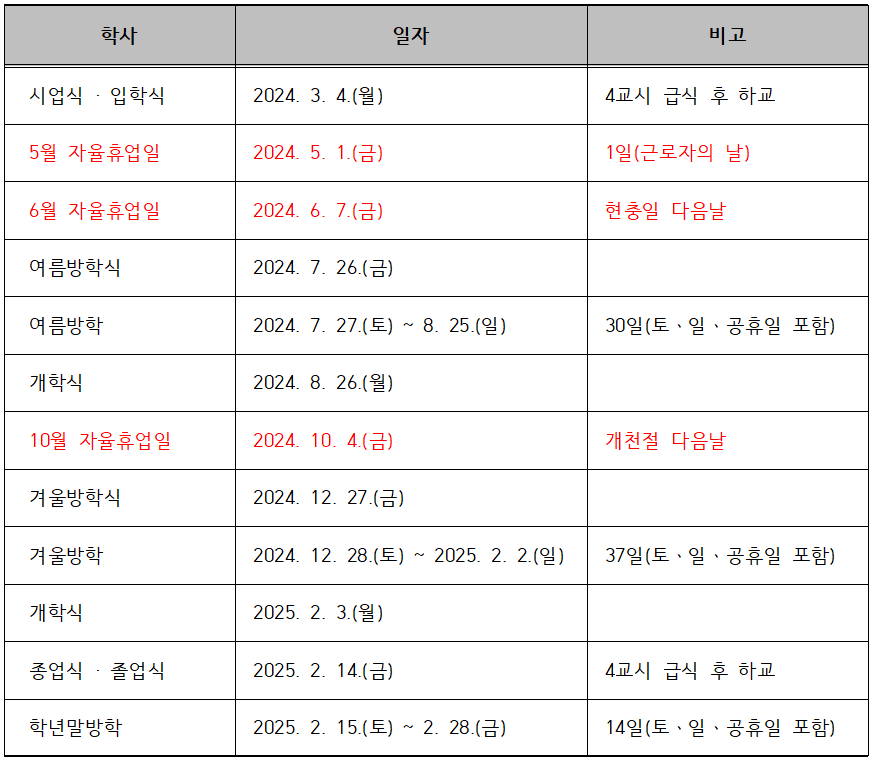 학사 일자 비고
시업식 · 입학식 2024. 3. 4.(월) 4교시 급식 후 하교
5월 자율휴업일 2024. 5. 1.(금) 1일(근로자의 날)
6월 자율휴업일 2024. 6. 7.(금) 현충일 다음날
여름방학식 2024. 7. 26.(금)
여름방학 2024. 7. 27.(토) ~ 8. 25.(일) 30일(토、일、공휴일 포함)
개학식 2024. 8. 26.(월)
10월 자율휴업일 2024. 10. 4.(금) 개천절 다음날
겨울방학식 2024. 12. 27.(금)
겨울방학 2024. 12. 28.(토) ~ 2025. 2. 2.(일) 37일(토、일、공휴일 포함)
개학식 2025. 2. 3.(월)
종업식 · 졸업식 2025. 2. 14.(금) 4교시 급식 후 하교
학년말방학 2025. 2. 15.(토) ~ 2. 28.(금) 14일(토、일、공휴일 포함)